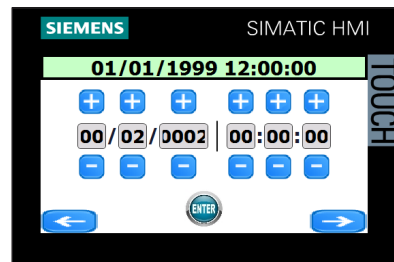 SIEMENS SIMATIC HMI
01/01/1999 12:00:00
+ + + + + +
00/02/0002 00:00:00
- - - - - -
ENTER
TOUCH